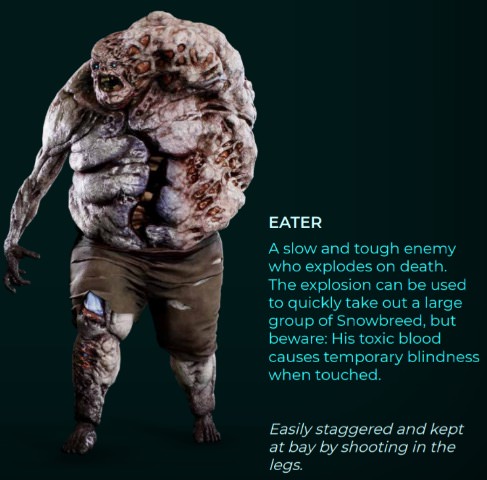 EATER
A slow and tough enemy
who explodes on death.
The explosion can be used
to quickly take out a large
group of Snowbreed, but
beware: His toxic blood
causes temporary blindness
when touched.
Easily staggered and kept
at bay by shooting in the
legs.